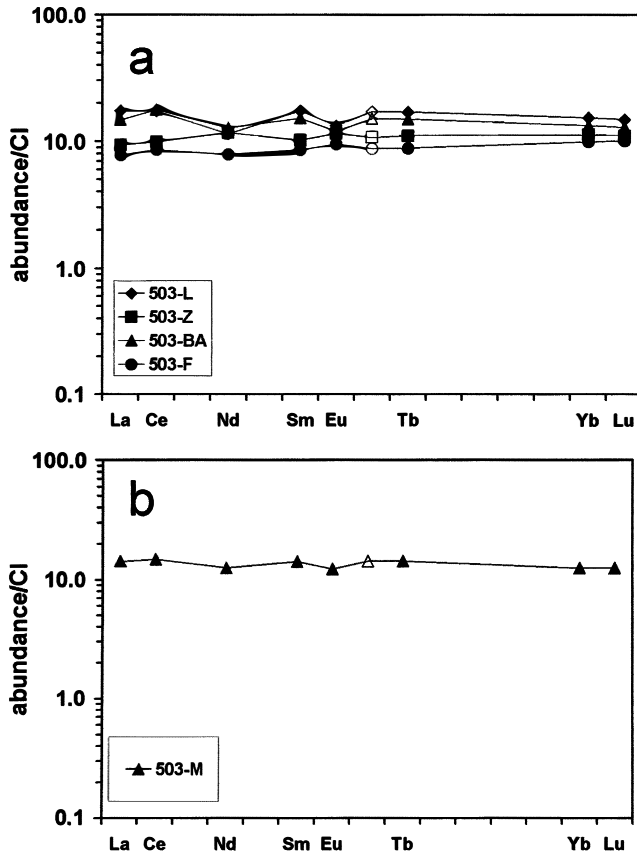 100.0
a
10.0
abundance/CI
1.0
503-L
503-Z
503-BA
503-F
0.1
La Ce Nd Sm Eu Tb Yb Lu
100.0
b
10.0
abundance/CI
1.0
503-M
0.1
La Ce Nd Sm Eu Tb Yb Lu